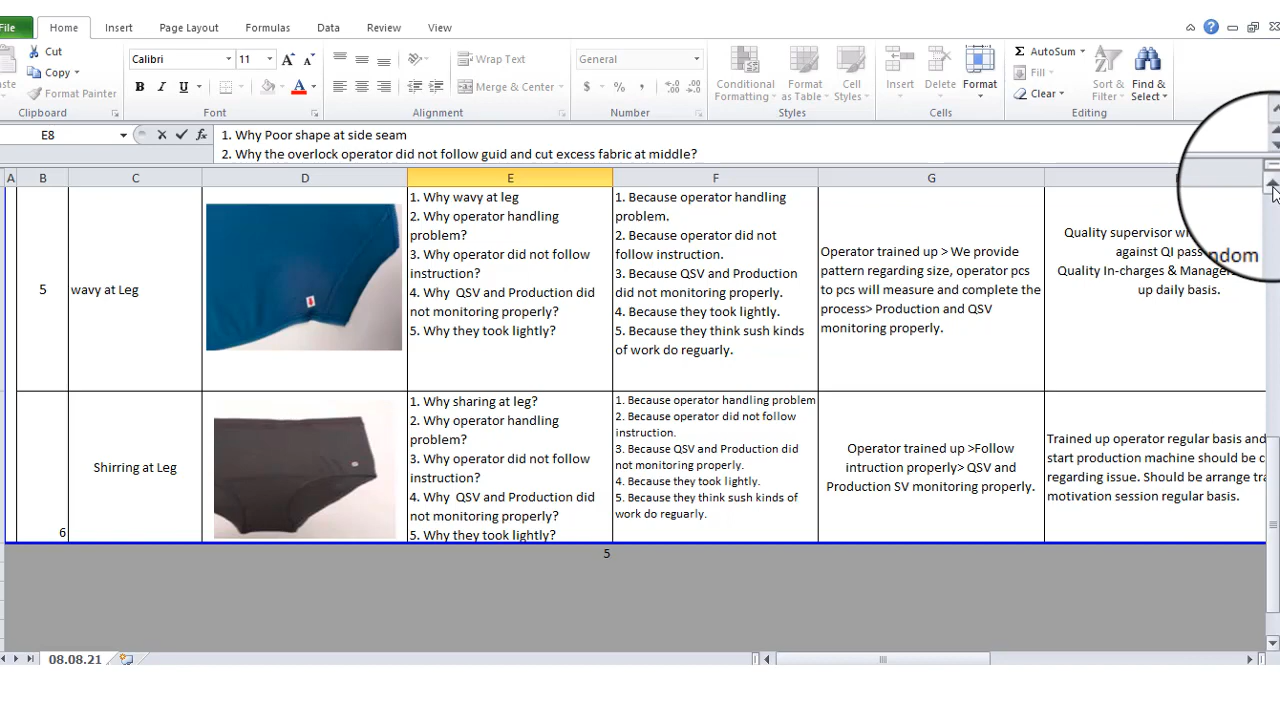 File
Home
Insert
Page Layout
Formulas
Data
Review
View
Cut
Copy
Format Painter
Clipboard
Calibri
11
A A
B I U
A
Font
Wrap Text
Merge & Center
Alignment
General
$ % ,
Number
Conditional Formatting
Format as Table
Cell Styles
Styles
Insert
Delete
Format
Cells
Σ AutoSum
Fill
Clear
Sort & Filter
Find & Select
Editing
E8
fx
1. Why Poor shape at side seam
2. Why the overlock operator did not follow guid and cut excess fabric at middle?
A
B
C
D
E
F
G
5
wavy at Leg
1. Why wavy at leg
2. Why operator handling
problem?
3. Why operator did not follow
instruction?
4. Why QSV and Production did
not monitoring properly?
5. Why they took lightly?
1. Because operator handling
problem.
2. Because operator did not
follow instruction.
3. Because QSV and Production
did not monitoring properly.
4. Because they took lightly.
5. Because they think sush kinds
of work do reguarly.
Operator trained up > We provide
pattern regarding size, operator pcs
to pcs will measure and complete the
process> Production and QSV
monitoring properly.
Quality supervisor
against QI pass
ndom
Quality In-charges &
up daily basis.
6
Shirring at Leg
1. Why sharing at leg?
2. Why operator handling
problem?
3. Why operator did not follow
instruction?
4. Why QSV and Production did
not monitoring properly?
5. Why they took lightly?
1. Because operator handling problem
2. Because operator did not follow
instruction.
3. Because QSV and Production did
not monitoring properly.
4. Because they took lightly.
5. Because they think sush kinds of
work do reguarly.
Operator trained up >Follow
intruction properly> QSV and
Production SV monitoring properly.
Trained up operator regular basis and
start production machine should be c
regarding issue. Should be arrange tra
motivation session regular basis.
5
08.08.21